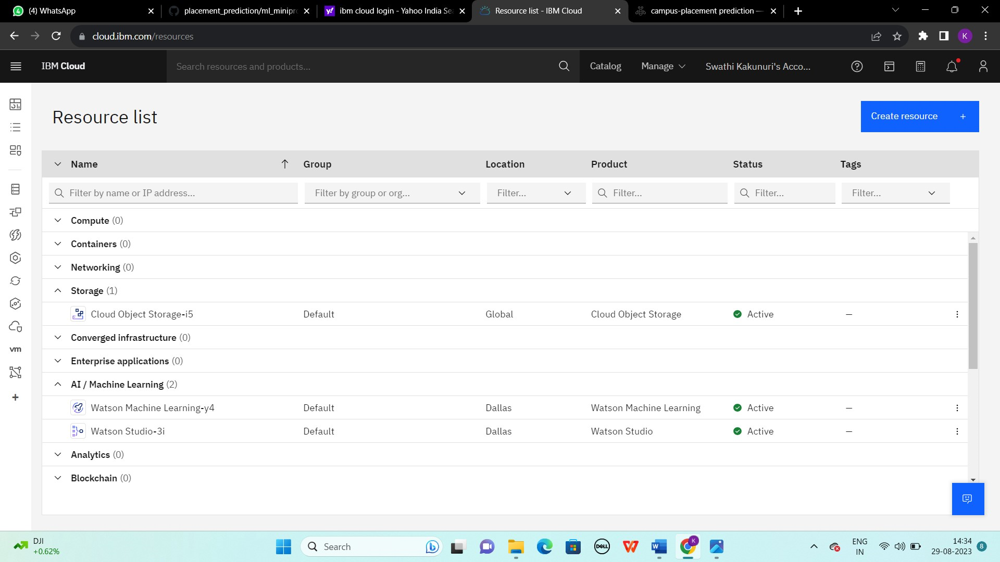 (4) WhatsApp
placement_prediction/ml_minipro
ibm cloud login - Yahoo India Sea
Resource list - IBM Cloud
campus-placement prediction —
cloud.ibm.com/resources
K
IBM Cloud
Search resources and products...
Catalog
Manage
Swathi Kakunuri's Acco...
Resource list
Create resource +
Name Group Location Product Status Tags
Filter by name or IP address... Filter by group or org... Filter... Filter... Filter... Filter...
Compute (0)
Containers (0)
Networking (0)
Storage (1)
Cloud Object Storage-i5 Default Global Cloud Object Storage Active —
Converged infrastructure (0)
Enterprise applications (0)
vm
AI / Machine Learning (2)
Watson Machine Learning-y4 Default Dallas Watson Machine Learning Active —
Watson Studio-3i Default Dallas Watson Studio Active —
Analytics (0)
Blockchain (0)
DJI
+0.62%
Search
DELL
W
W
K
ENG
IN
14:34
29-08-2023
8